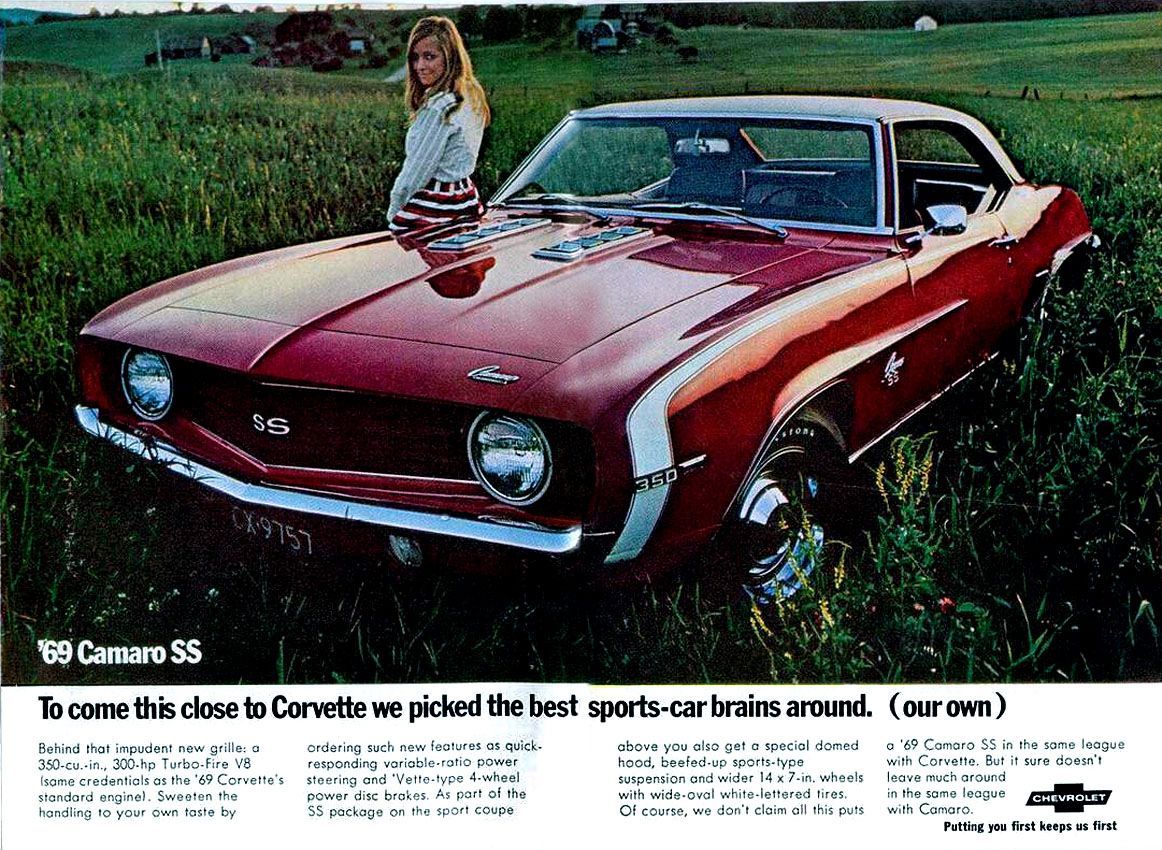 SS
350
SS
stone
CX·9757
'69 Camaro SS
To come this close to Corvette we picked the best sports-car brains around. (our own)
Behind that impudent new grille: a
350-cu.-in., 300-hp Turbo-Fire V8
(same credentials as the '69 Corvette's
standard engine). Sweeten the
handling to your own taste by
ordering such new features as quick-
responding variable-ratio power
steering and 'Vette-type 4-wheel
power disc brakes. As part of the
SS package on the sport coupe
above you also get a special domed
hood, beefed-up sports-type
suspension and wider 14 x 7-in. wheels
with wide-oval white-lettered tires.
Of course, we don't claim all this puts
a '69 Camaro SS in the same league
with Corvette. But it sure doesn't
leave much around
in the same league
with Camaro.
CHEVROLET
Putting you first keeps us first